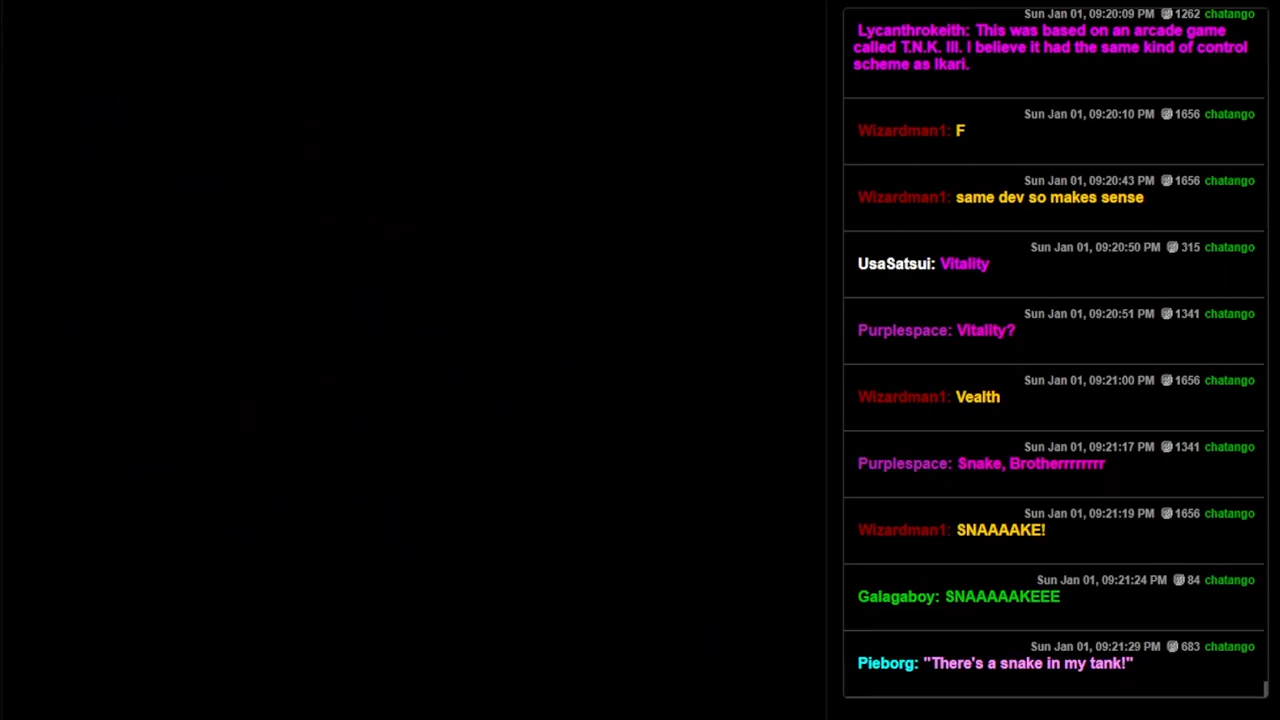 Sun Jan 01, 09:20:09 PM 1262 chatango
Lycanthrokeith: This was based on an arcade game
called T.N.K. III. I believe it had the same kind of control
scheme as Ikari.
Sun Jan 01, 09:20:10 PM 1656 chatango
Wizardman1: F
Sun Jan 01, 09:20:43 PM 1656 chatango
Wizardman1: same dev so makes sense
Sun Jan 01, 09:20:50 PM 315 chatango
UsaSatsui: Vitality
Sun Jan 01, 09:20:51 PM 1341 chatango
Purplespace: Vitality?
Sun Jan 01, 09:21:00 PM 1656 chatango
Wizardman1: Vealth
Sun Jan 01, 09:21:17 PM 1341 chatango
Purplespace: Snake, Brotherrrrrrrr
Sun Jan 01, 09:21:19 PM 1656 chatango
Wizardman1: SNAAAAKE!
Sun Jan 01, 09:21:24 PM 84 chatango
Galagaboy: SNAAAAAKEEE
Sun Jan 01, 09:21:29 PM 683 chatango
Pieborg: "There's a snake in my tank!"